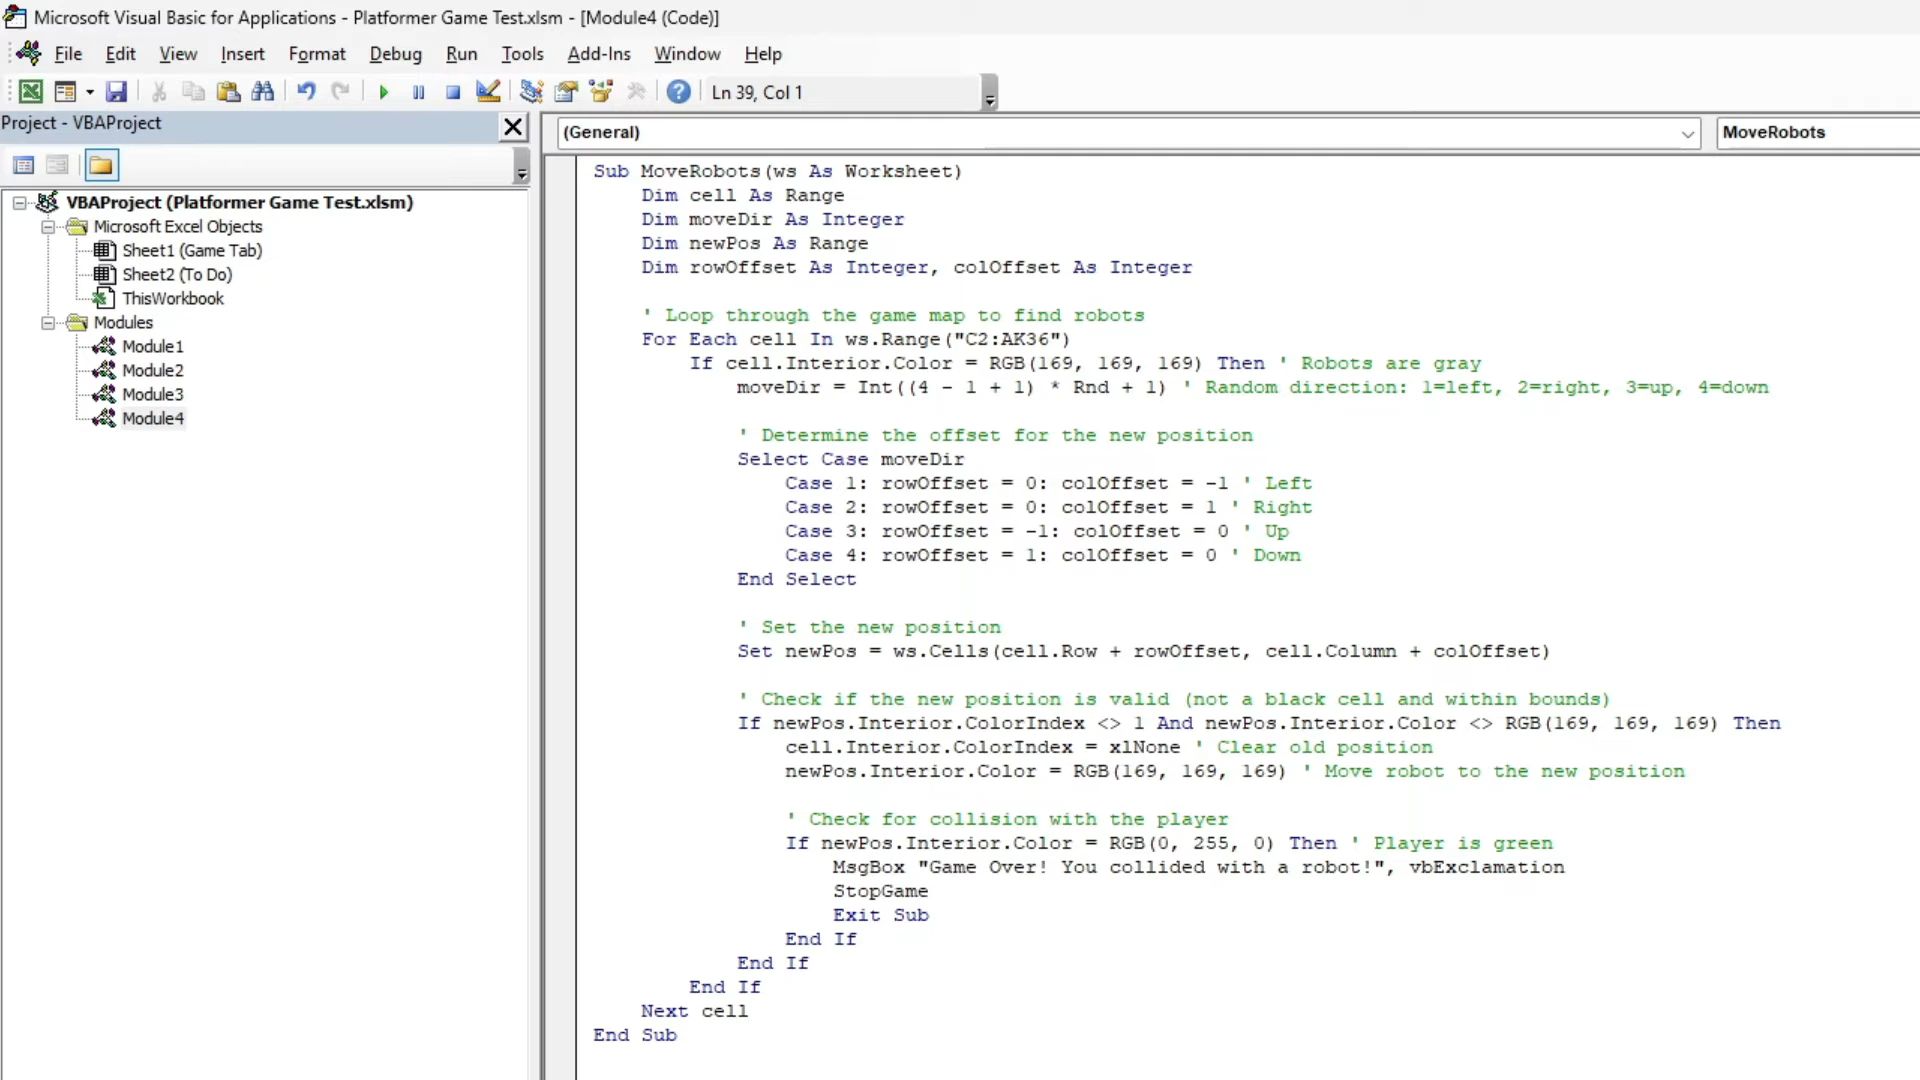 Microsoft Visual Basic for Applications - Platformer Game Test.xlsm - [Module4 (Code)]
File Edit View Insert Format Debug Run Tools Add-Ins Window Help
Ln 39, Col 1
Project - VBAProject
VBAProject (Platformer Game Test.xlsm)
Microsoft Excel Objects
Sheet1 (Game Tab)
Sheet2 (To Do)
ThisWorkbook
Modules
Module1
Module2
Module3
Module4
(General)
MoveRobots
Sub MoveRobots(ws As Worksheet)
Dim cell As Range
Dim moveDir As Integer
Dim newPos As Range
Dim rowOffset As Integer, colOffset As Integer
' Loop through the game map to find robots
For Each cell In ws.Range("C2:AK36")
If cell.Interior.Color = RGB(169, 169, 169) Then ' Robots are gray
moveDir = Int((4 - 1 + 1) * Rnd + 1) ' Random direction: 1=left, 2=right, 3=up, 4=down
' Determine the offset for the new position
Select Case moveDir
Case 1: rowOffset = 0: colOffset = -1 ' Left
Case 2: rowOffset = 0: colOffset = 1 ' Right
Case 3: rowOffset = -1: colOffset = 0 ' Up
Case 4: rowOffset = 1: colOffset = 0 ' Down
End Select
' Set the new position
Set newPos = ws.Cells(cell.Row + rowOffset, cell.Column + colOffset)
' Check if the new position is valid (not a black cell and within bounds)
If newPos.Interior.ColorIndex <> 1 And newPos.Interior.Color <> RGB(169, 169, 169) Then
cell.Interior.ColorIndex = xlNone ' Clear old position
newPos.Interior.Color = RGB(169, 169, 169) ' Move robot to the new position
' Check for collision with the player
If newPos.Interior.Color = RGB(0, 255, 0) Then ' Player is green
MsgBox "Game Over! You collided with a robot!", vbExclamation
StopGame
Exit Sub
End If
End If
End If
Next cell
End Sub